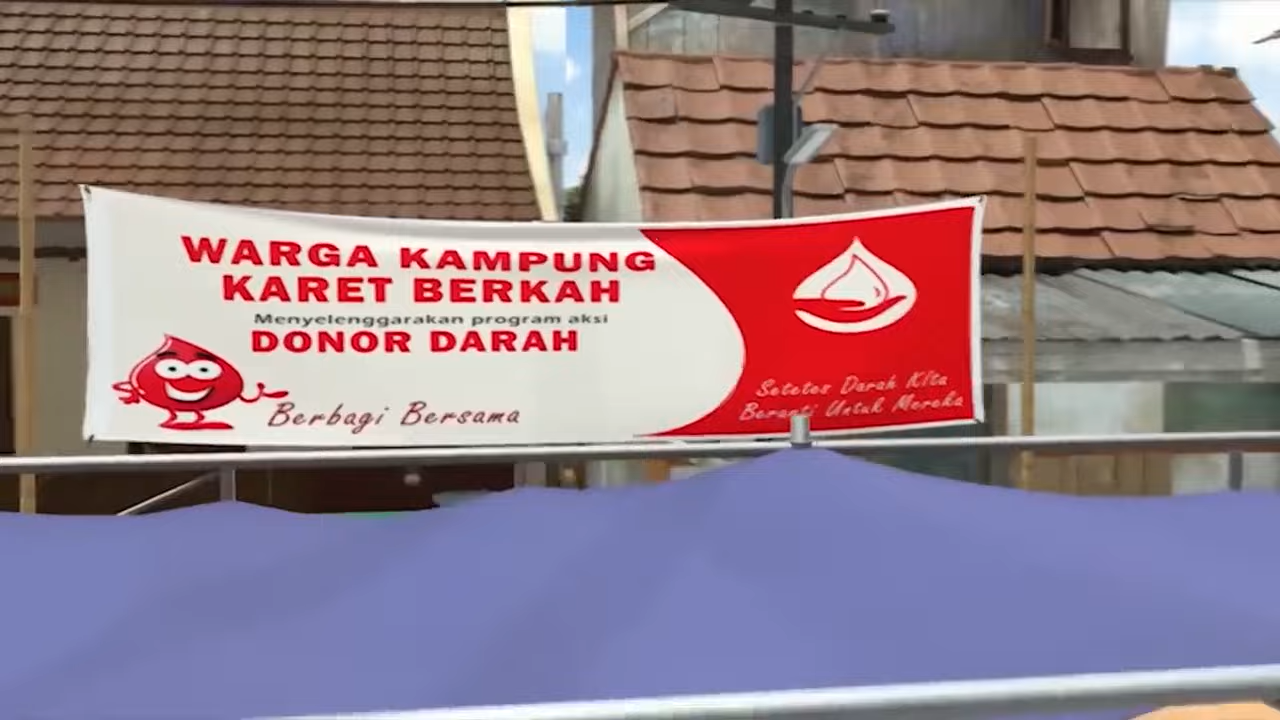 WARGA KAMPUNG
KARET BERKAH
Menyelenggarakan program aksi
DONOR DARAH
Berbagi Bersama
Setetes Darah Kita
Berarti Untuk Mereka